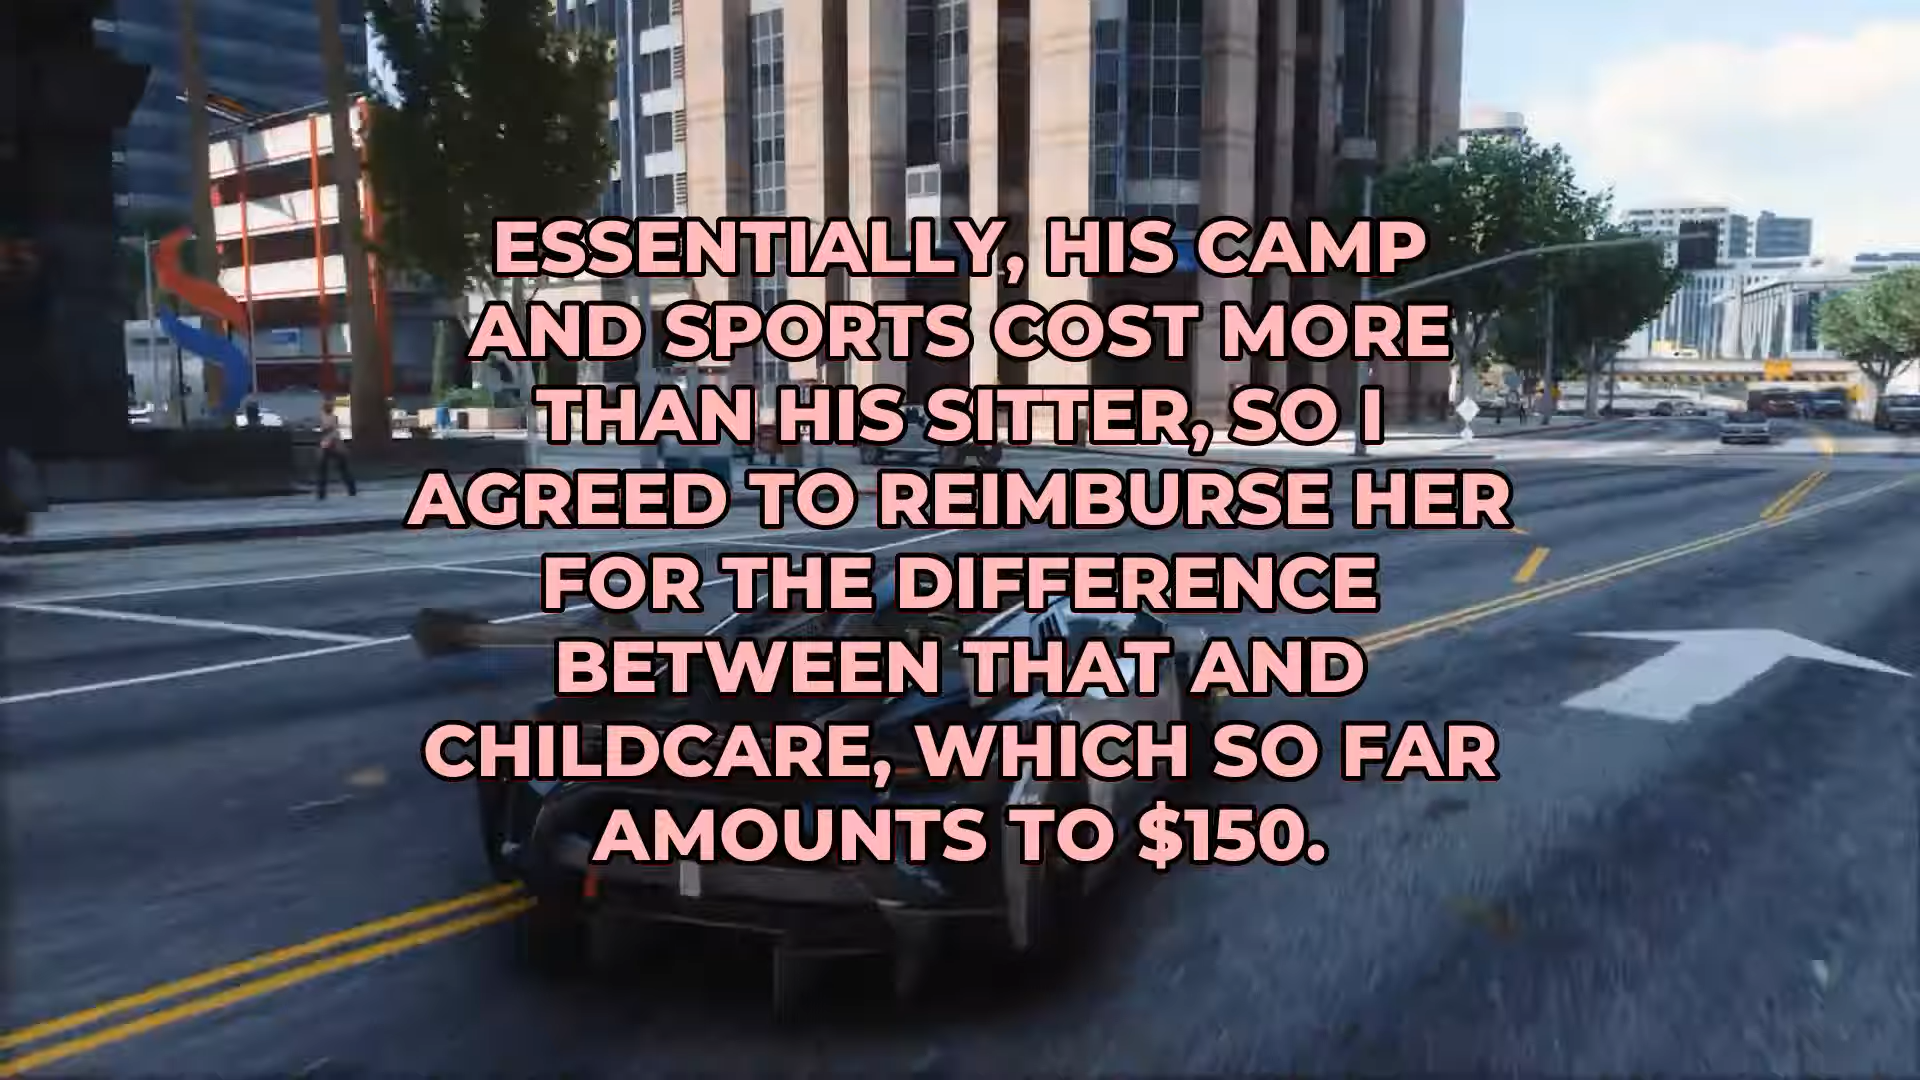 ESSENTIALLY, HIS CAMP
AND SPORTS COST MORE
THAN HIS SITTER, SO I
AGREED TO REIMBURSE HER
FOR THE DIFFERENCE
BETWEEN THAT AND
CHILDCARE, WHICH SO FAR
AMOUNTS TO $150.